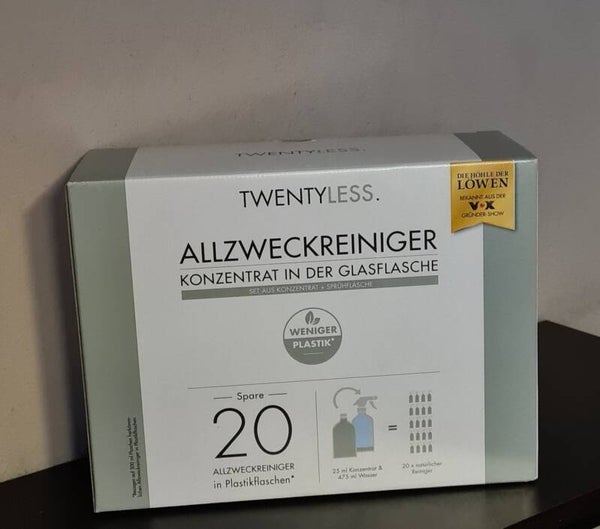 TWENTYLESS.
TWENTYLESS.
DIE HÖHLE DER
LÖWEN
BEKANNT AUS DER
VOX
GRÜNDER-SHOW
ALLZWECKREINIGER
KONZENTRAT IN DER GLASFLASCHE
SET AUS KONZENTRAT + SPRÜHFLASCHE
WENIGER
PLASTIK*
Spare
20
ALLZWECKREINIGER
in Plastikflaschen*
=
25 ml Konzentrat &
475 ml Wasser
20 x natürlicher
Reiniger